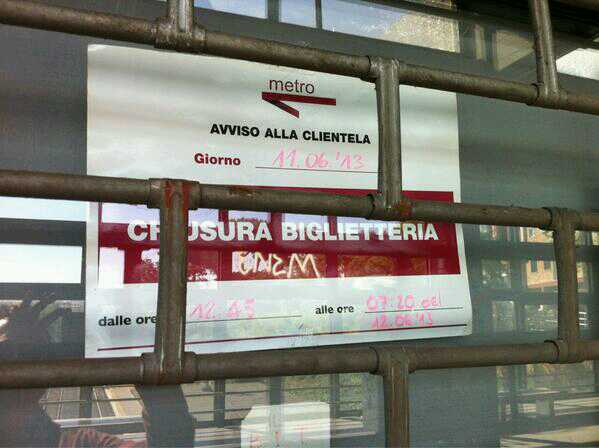 metro
AVVISO ALLA CLIENTELA
Giorno 11.06.'13
CHIUSURA BIGLIETTERIA
dalle ore 12.45 alle ore 07:20 del
12.06'13